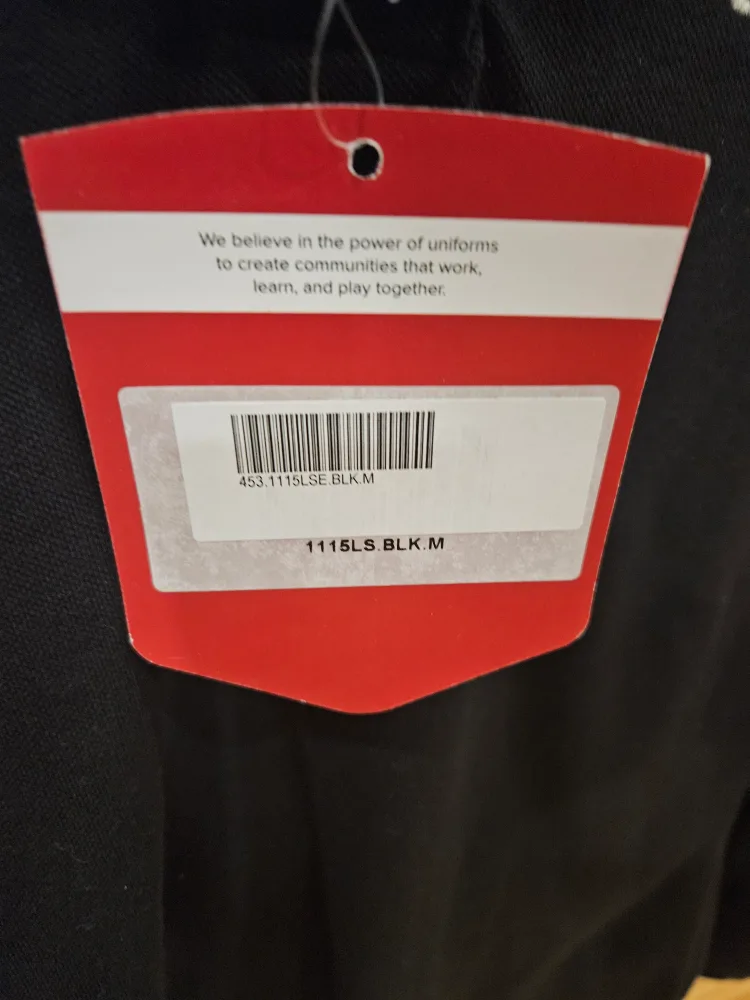 We believe in the power of uniforms
to create communities that work,
learn, and play together.
453.1115LSE.BLK.M
1115LS.BLK.M